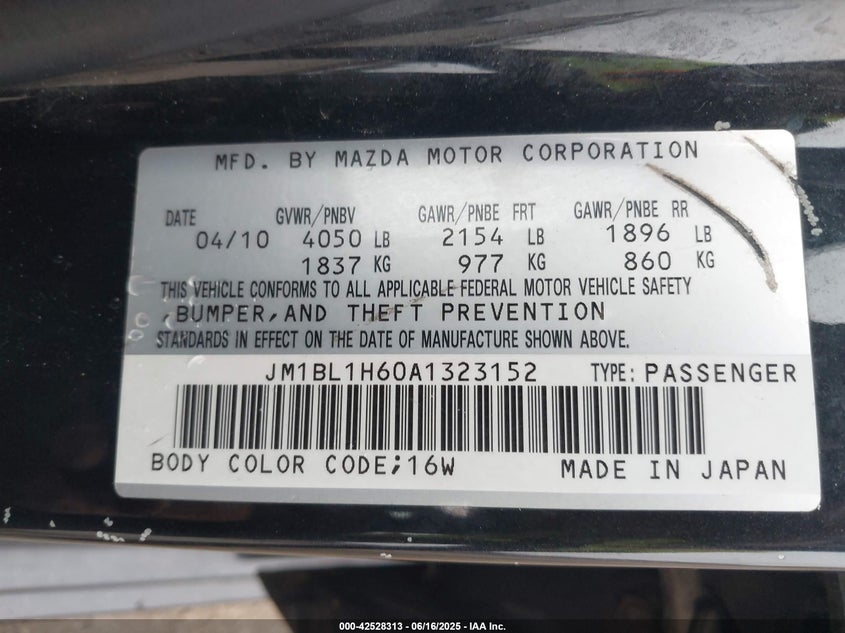 MFD. BY MAZDA MOTOR CORPORATION
DATE GVWR/PNBV GAWR/PNBE FRT GAWR/PNBE RR
04/10 4050 LB 2154 LB 1896 LB
1837 KG 977 KG 860 KG
THIS VEHICLE CONFORMS TO ALL APPLICABLE FEDERAL MOTOR VEHICLE SAFETY
,BUMPER,AND THEFT PREVENTION
STANDARDS IN EFFECT ON THE DATE OF MANUFACTURE SHOWN ABOVE.
JM1BL1H60A1323152 TYPE: PASSENGER
BODY COLOR CODE;16W MADE IN JAPAN
000-42528313 - 06/16/2025 - IAA Inc.